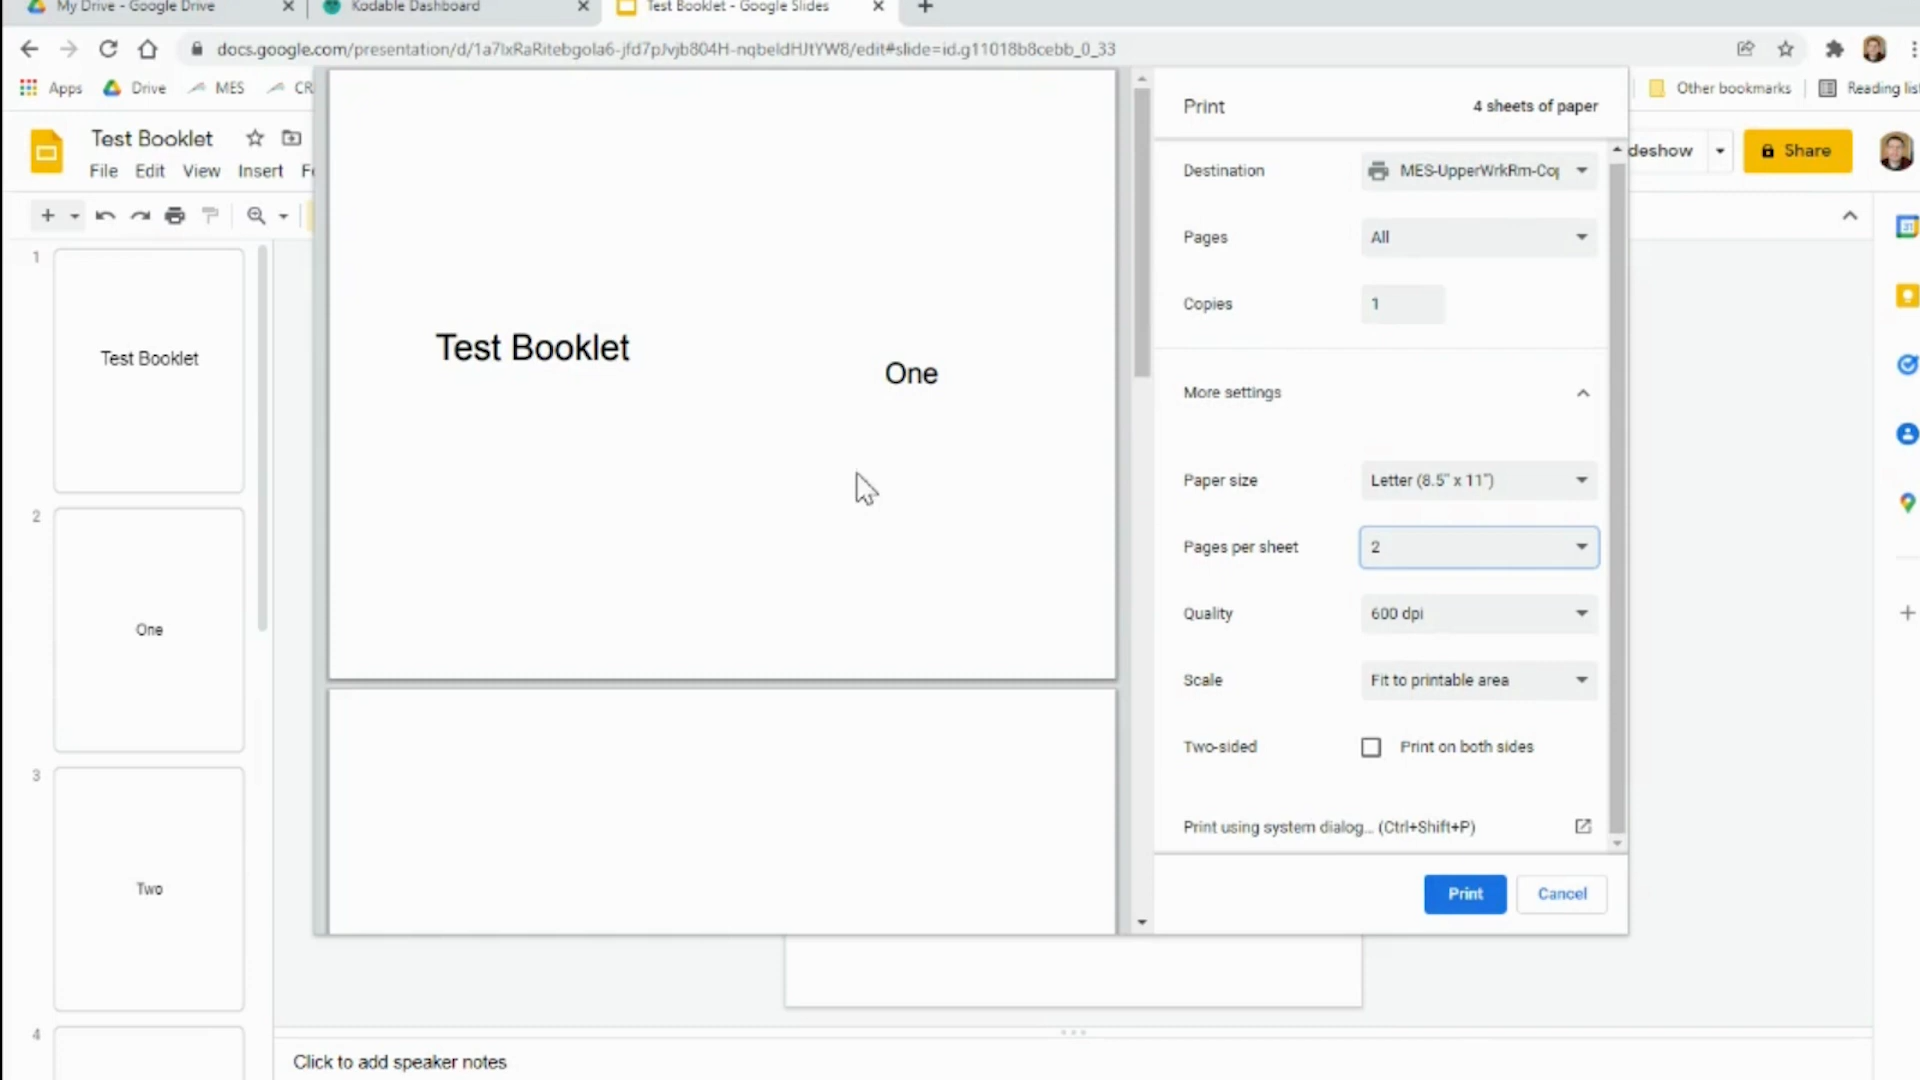 My Drive - Google Drive
Kodable Dashboard
Test Booklet - Google Slides
docs.google.com/presentation/d/1a7lxRaRitebgola6-jfd7pJvjb804H-nqbeldHJtYW8/edit#slide=id.g11018b8cebb_0_33
Apps
Drive
MES
CR
Other bookmarks
Reading list
Test Booklet
File
Edit
View
Insert
Fo
deshow
Share
1
Test Booklet
2
One
3
Two
4
Test Booklet
One
Print
4 sheets of paper
Destination
MES-UpperWrkRm-Cop
Pages
All
Copies
1
More settings
Paper size
Letter (8.5" x 11")
Pages per sheet
2
Quality
600 dpi
Scale
Fit to printable area
Two-sided
Print on both sides
Print using system dialog... (Ctrl+Shift+P)
Print
Cancel
31
Click to add speaker notes